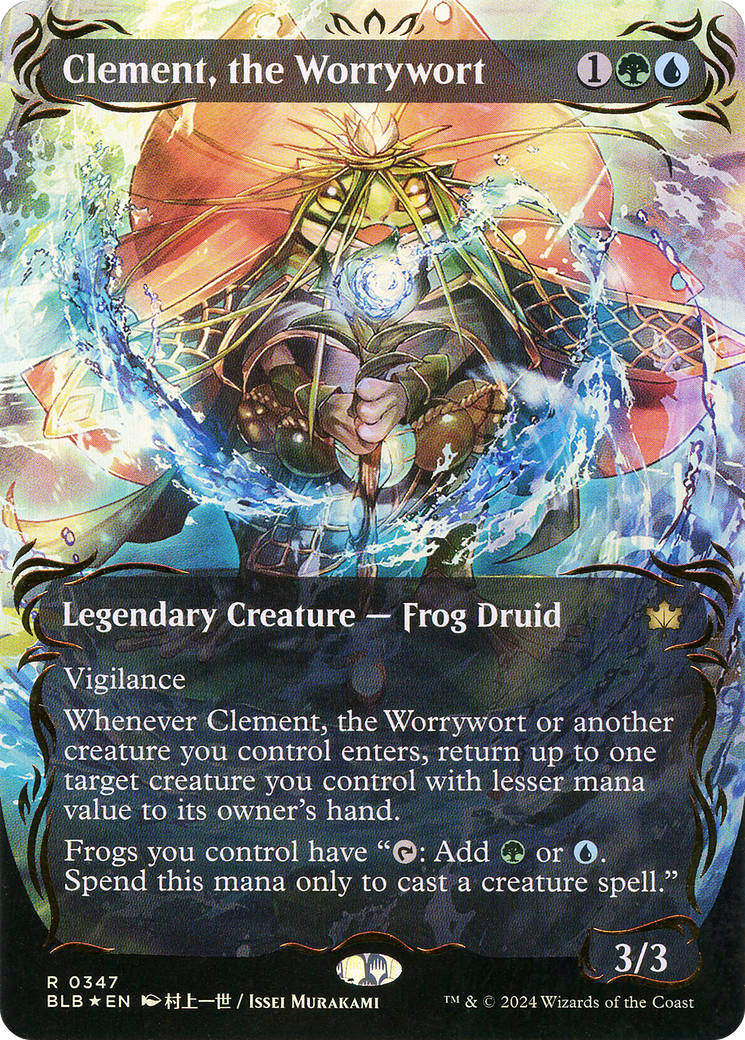 Clement, the Worrywort 1
Legendary Creature — Frog Druid
Vigilance
Whenever Clement, the Worrywort or another
creature you control enters, return up to one
target creature you control with lesser mana
value to its owner's hand.
Frogs you control have “: Add or .
Spend this mana only to cast a creature spell.”
3/3
R 0347
BLB ★ EN 村上一世 / Issei Murakami
™ & © 2024 Wizards of the Coast